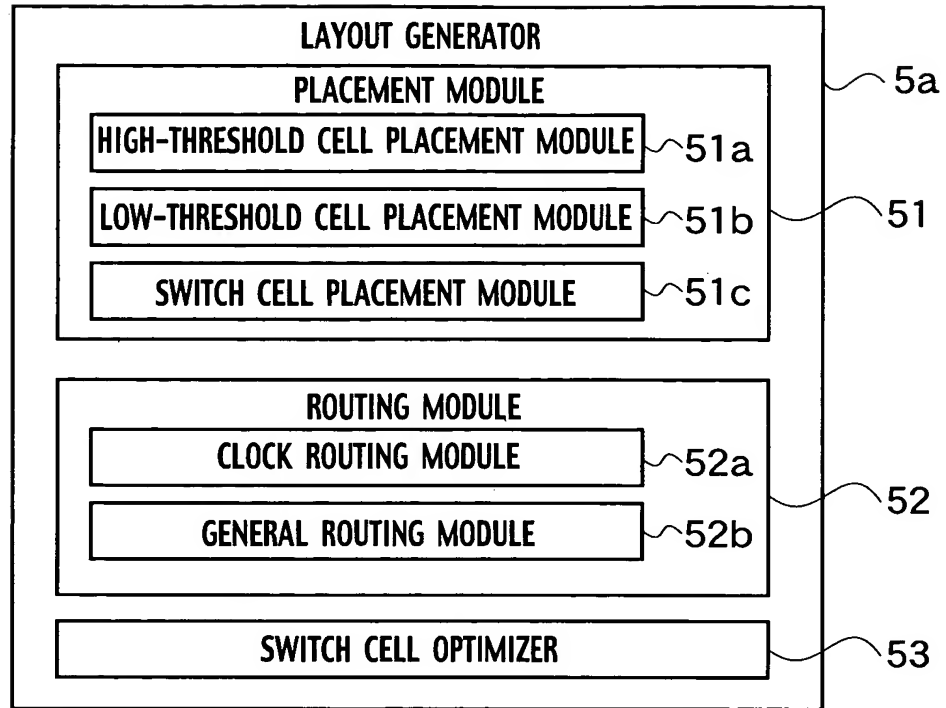 LAYOUT GENERATOR
5a
PLACEMENT MODULE
HIGH-THRESHOLD CELL PLACEMENT MODULE
51a
LOW-THRESHOLD CELL PLACEMENT MODULE
51b
51
SWITCH CELL PLACEMENT MODULE
51c
ROUTING MODULE
CLOCK ROUTING MODULE
52a
52
GENERAL ROUTING MODULE
52b
SWITCH CELL OPTIMIZER
53